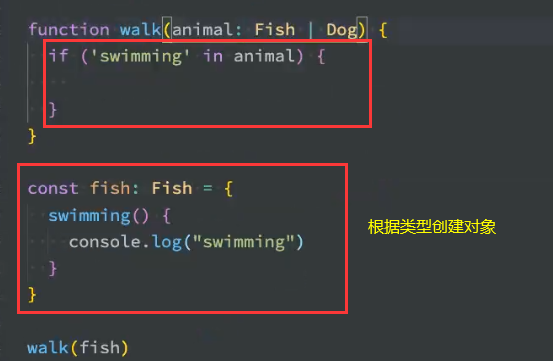 function walk(animal: Fish | Dog) {
  if ('swimming' in animal) {
  }
}
const fish: Fish = {
  swimming() {
    console.log("swimming")
  }
}
根据类型创建对象
walk(fish)